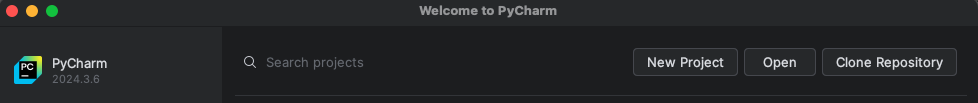 Welcome to PyCharm
PC
PyCharm
2024.3.6
Search projects
New Project
Open
Clone Repository